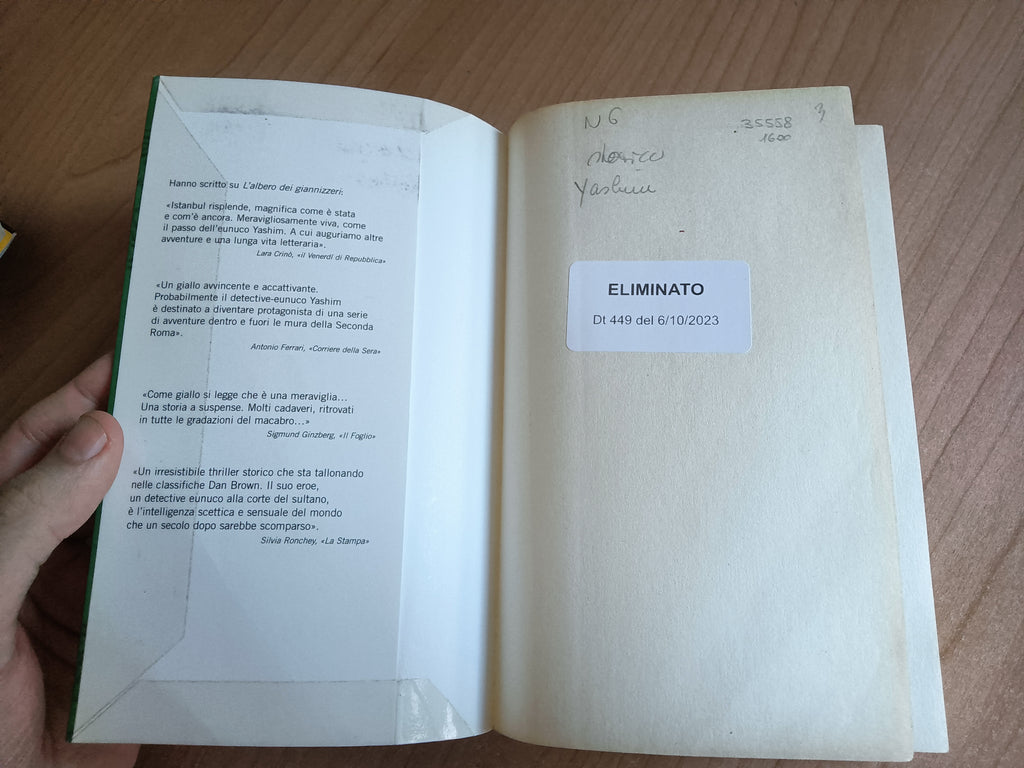 Hanno scritto su L'albero dei giannizzeri:
«Istanbul risplende, magnifica come è stata
e com'è ancora. Meravigliosamente viva, come
il passo dell'eunuco Yashim. A cui auguriamo altre
avventure e una lunga vita letteraria».
Lara Crinò, «il Venerdì di Repubblica»
«Un giallo avvincente e accattivante.
Probabilmente il detective-eunuco Yashim
è destinato a diventare protagonista di una serie
di avventure dentro e fuori le mura della Seconda
Roma».
Antonio Ferrari, «Corriere della Sera»
«Come giallo si legge che è una meraviglia...
Una storia a suspense. Molti cadaveri, ritrovati
in tutte le gradazioni del macabro...»
Sigmund Ginzberg, «Il Foglio»
«Un irresistibile thriller storico che sta tallonando
nelle classifiche Dan Brown. Il suo eroe,
un detective eunuco alla corte del sultano,
è l'intelligenza scettica e sensuale del mondo
che un secolo dopo sarebbe scomparso».
Silvia Ronchey, «La Stampa»
N G
35558
3
1600
storico
Yashim
ELIMINATO
Dt 449 del 6/10/2023